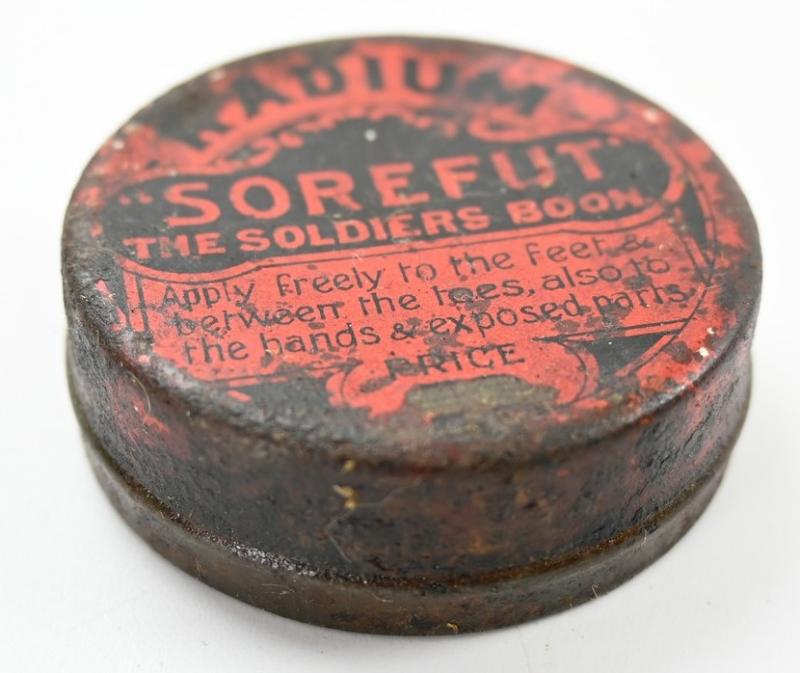 RADIUM
"SOREFUT"
THE SOLDIERS BOON.
Apply freely to the feet &
between the toes, also to
the hands & exposed parts.
PRICE